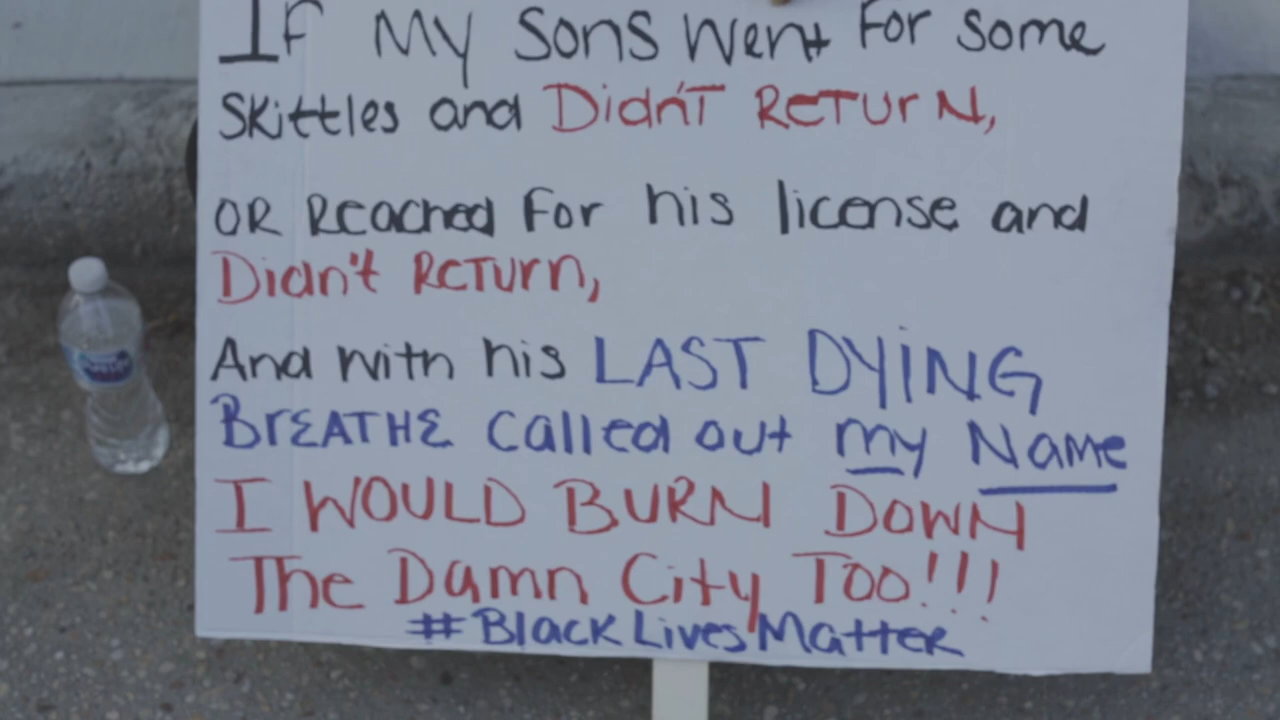 If My Sons Went For Some
Skittles and Didn't Return,
OR Reached For his license and
Didn't Return,
And with his LAST DYING
BrEATHE called out my Name
I WOULD BURN DOWN
The Damn City Too!!!
#BlackLivesMatter